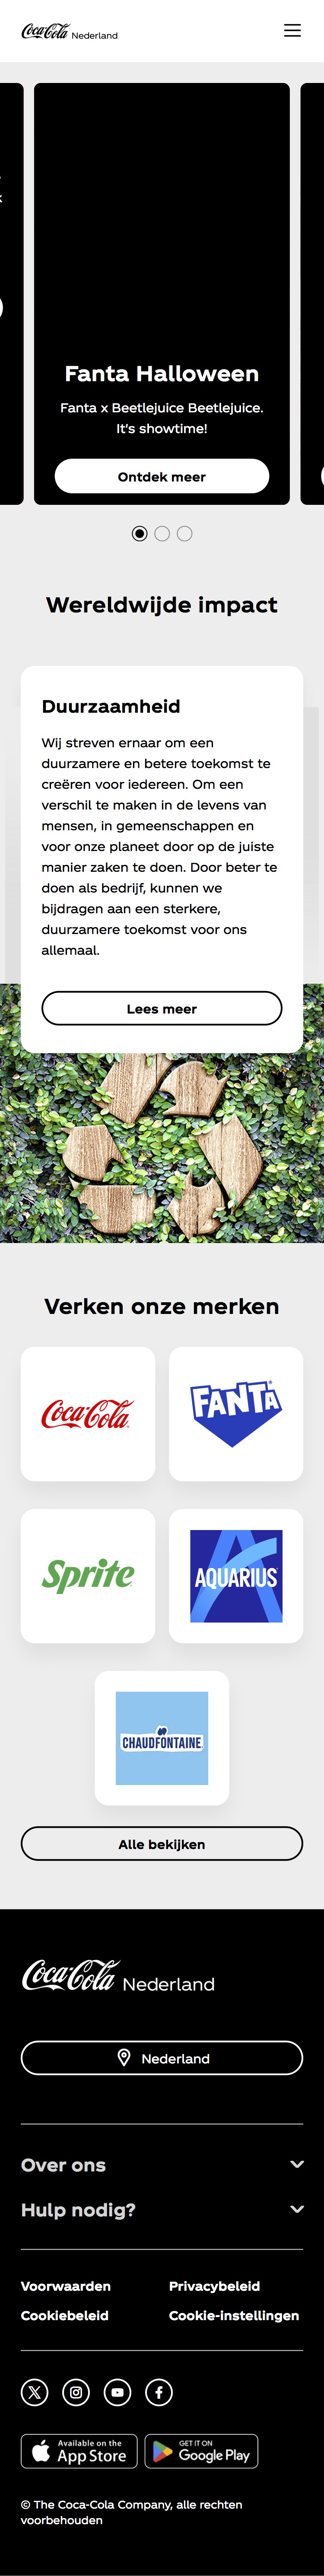 Coca-Cola Nederland
Fanta Halloween
Fanta x Beetlejuice Beetlejuice.
It's showtime!
Ontdek meer
Wereldwijde impact
Duurzaamheid
Wij streven ernaar om een
duurzamere en betere toekomst te
creëren voor iedereen. Om een
verschil te maken in de levens van
mensen, in gemeenschappen en
voor onze planeet door op de juiste
manier zaken te doen. Door beter te
doen als bedrijf, kunnen we
bijdragen aan een sterkere,
duurzamere toekomst voor ons
allemaal.
Lees meer
Verken onze merken
Coca-Cola
FANTA
Sprite
AQUARIUS
CHAUDFONTAINE
Alle bekijken
Coca-Cola Nederland
Nederland
Over ons
Hulp nodig?
Voorwaarden
Privacybeleid
Cookiebeleid
Cookie-instellingen
Available on the
App Store
GET IT ON
Google Play
© The Coca-Cola Company, alle rechten
voorbehouden